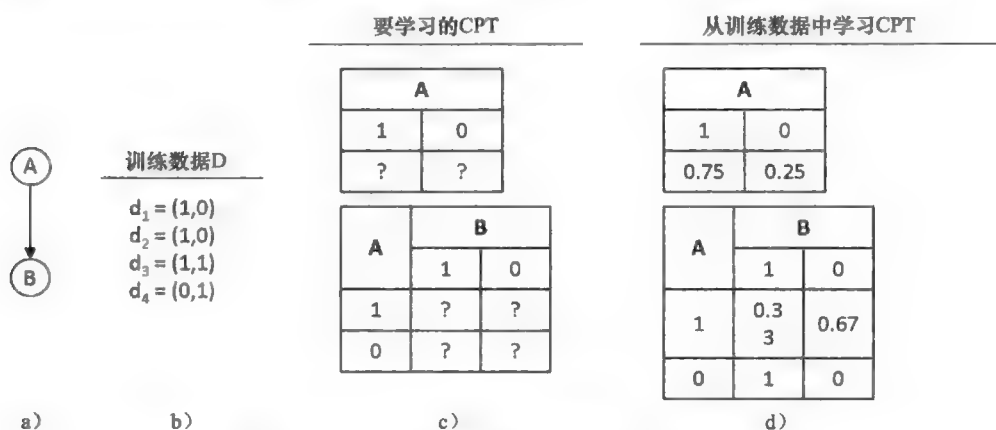 要学习的CPT
从训练数据中学习CPT
A
B
训练数据D
d₁ = (1,0)
d₂ = (1,0)
d₃ = (1,1)
d₄ = (0,1)
A
1 0
? ?
A B
1 0
1 ? ?
0 ? ?
A
1 0
0.75 0.25
A B
1 0
1 0.33 0.67
0 1 0
a）
b）
c）
d）